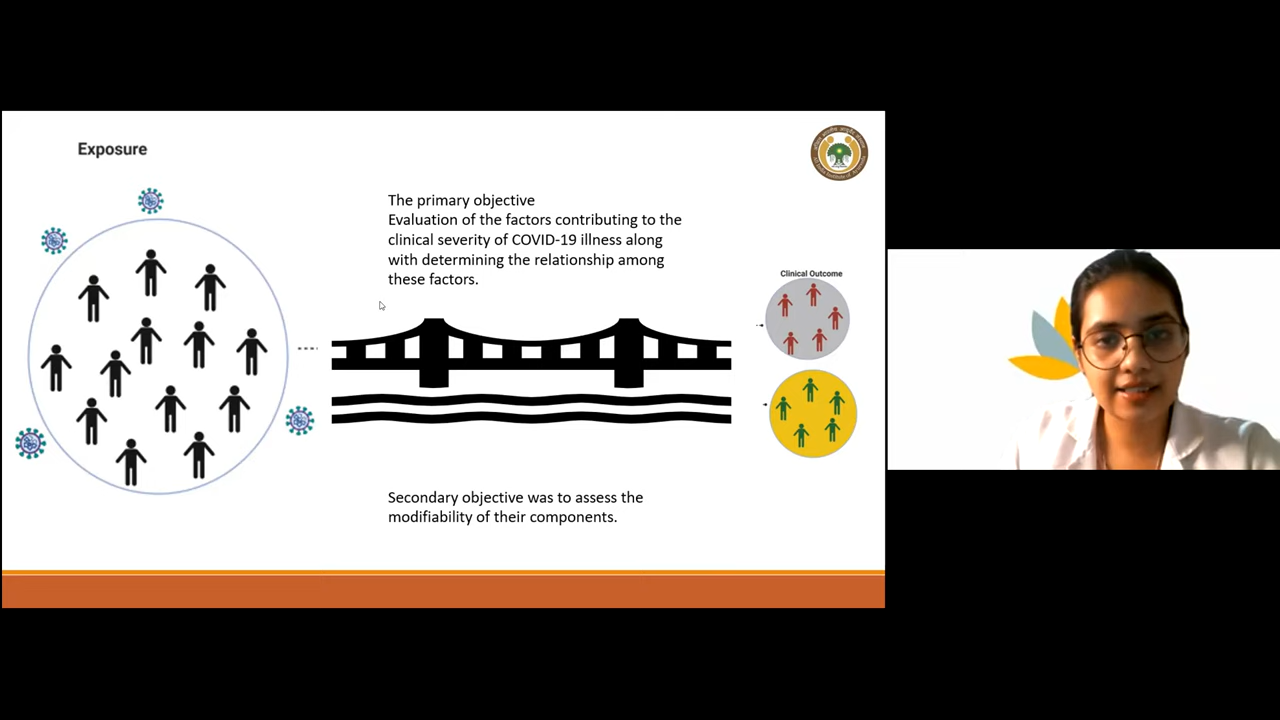 Exposure
The primary objective
Evaluation of the factors contributing to the
clinical severity of COVID-19 illness along
with determining the relationship among
these factors.
Clinical Outcome
Secondary objective was to assess the
modifiability of their components.